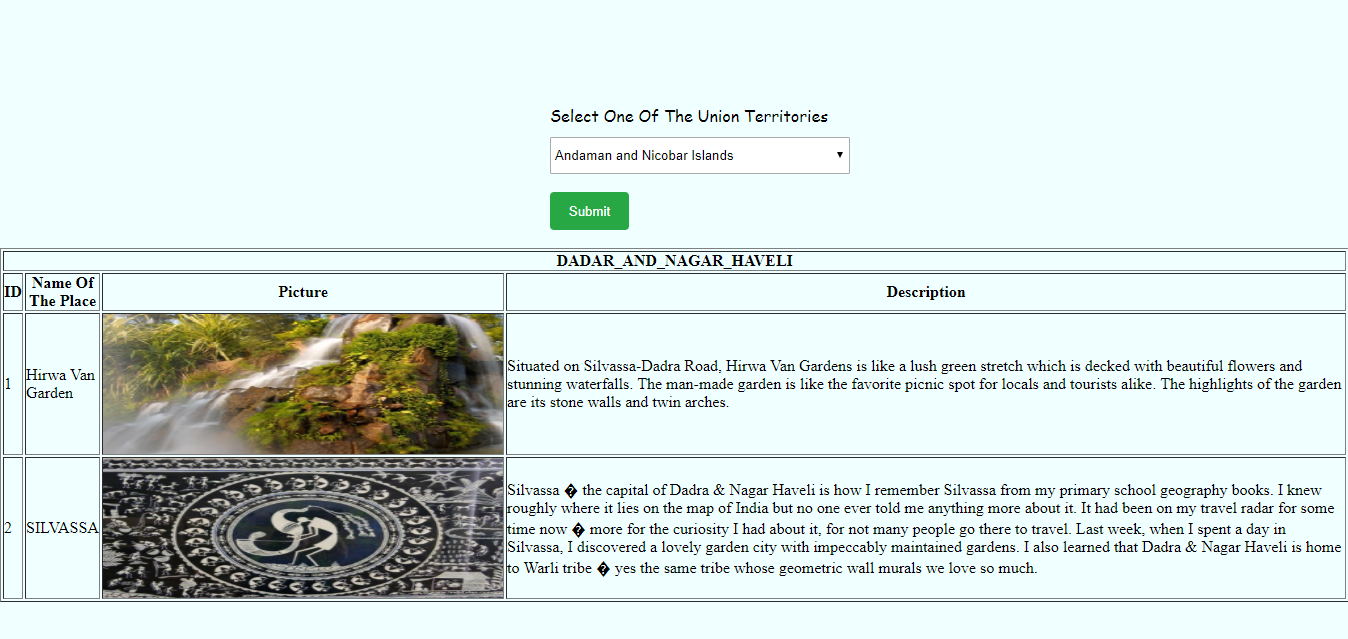 Select One Of The Union Territories
Andaman and Nicobar Islands
Submit
DADAR_AND_NAGAR_HAVELI
ID
Name Of
The Place
Picture
Description
1
Hirwa Van
Garden
Situated on Silvassa-Dadra Road, Hirwa Van Gardens is like a lush green stretch which is decked with beautiful flowers and
stunning waterfalls. The man-made garden is like the favorite picnic spot for locals and tourists alike. The highlights of the garden
are its stone walls and twin arches.
2
SILVASSA
Silvassa � the capital of Dadra & Nagar Haveli is how I remember Silvassa from my primary school geography books. I knew
roughly where it lies on the map of India but no one ever told me anything more about it. It had been on my travel radar for some
time now � more for the curiosity I had about it, for not many people go there to travel. Last week, when I spent a day in
Silvassa, I discovered a lovely garden city with impeccably maintained gardens. I also learned that Dadra & Nagar Haveli is home
to Warli tribe � yes the same tribe whose geometric wall murals we love so much.